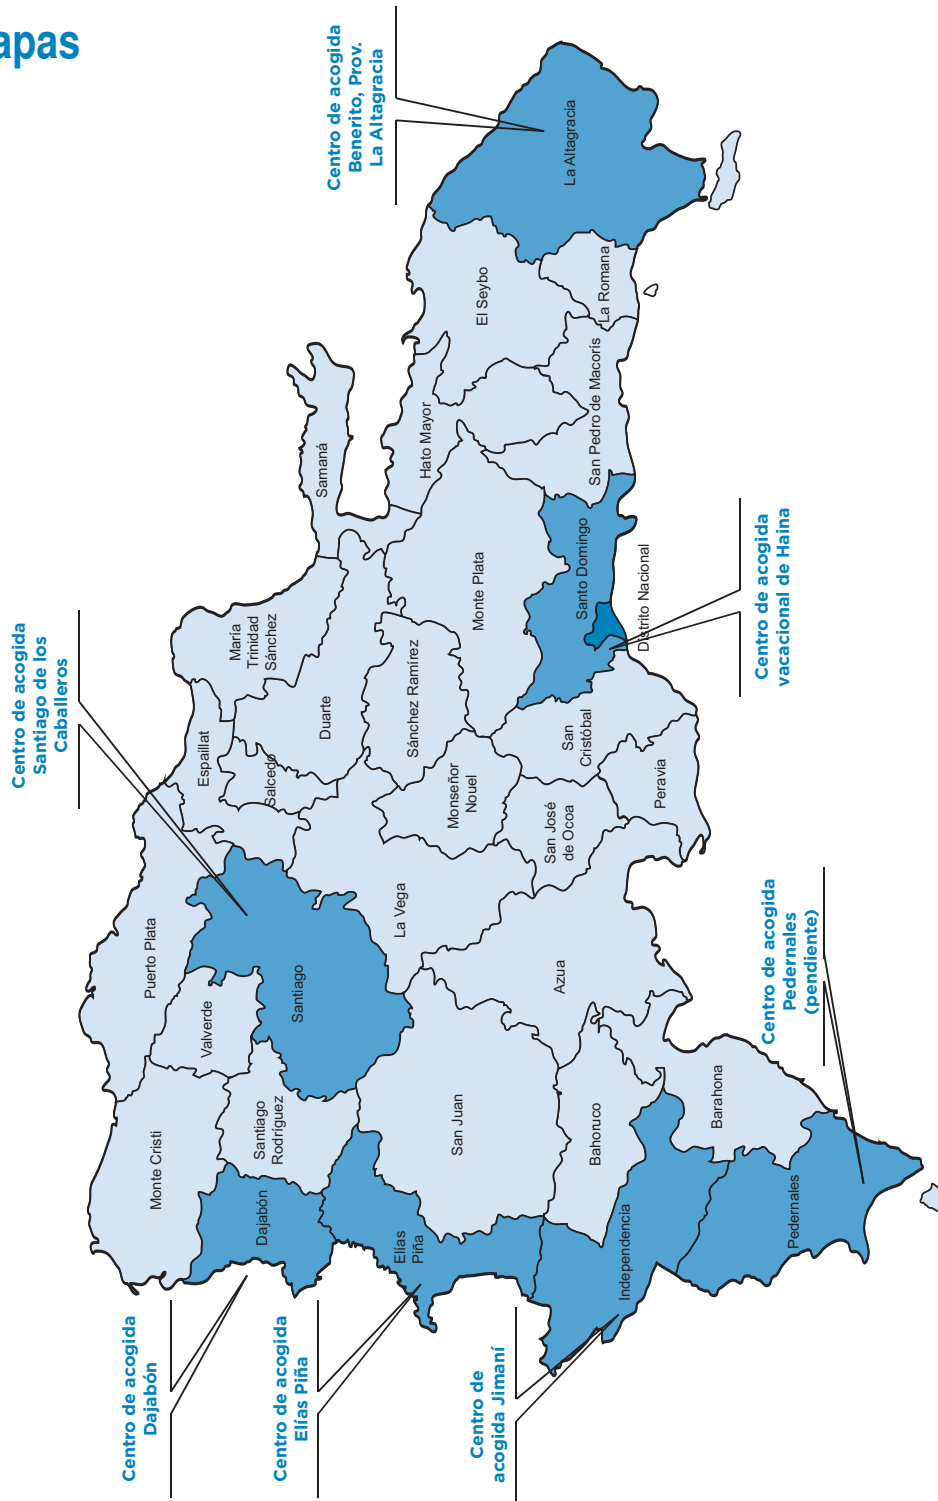 apas
Centro de acogida
Benerito, Prov.
La Altagracia
Centro de acogida
Santiago de los
Caballeros
Centro de acogida
vacacional de Haina
Centro de acogida
Pedernales
(pendiente)
Centro de acogida
Dajabón
Centro de acogida
Elías Piña
Centro de
acogida Jimaní
La Altagracia
El Seybo
La Romana
San Pedro de Macorís
Hato Mayor
Samaná
Monte Plata
Santo Domingo
Distrito Nacional
María
Trinidad
Sánchez
Duarte
Sánchez Ramírez
Espaillat
Salcedo
Monseñor
Nouel
San
Cristóbal
Peravia
San José
de Ocoa
La Vega
Puerto Plata
Santiago
Valverde
Azua
Monte Cristi
Santiago
Rodríguez
San Juan
Bahoruco
Barahona
Dajabón
Elías
Piña
Independencia
Pedernales